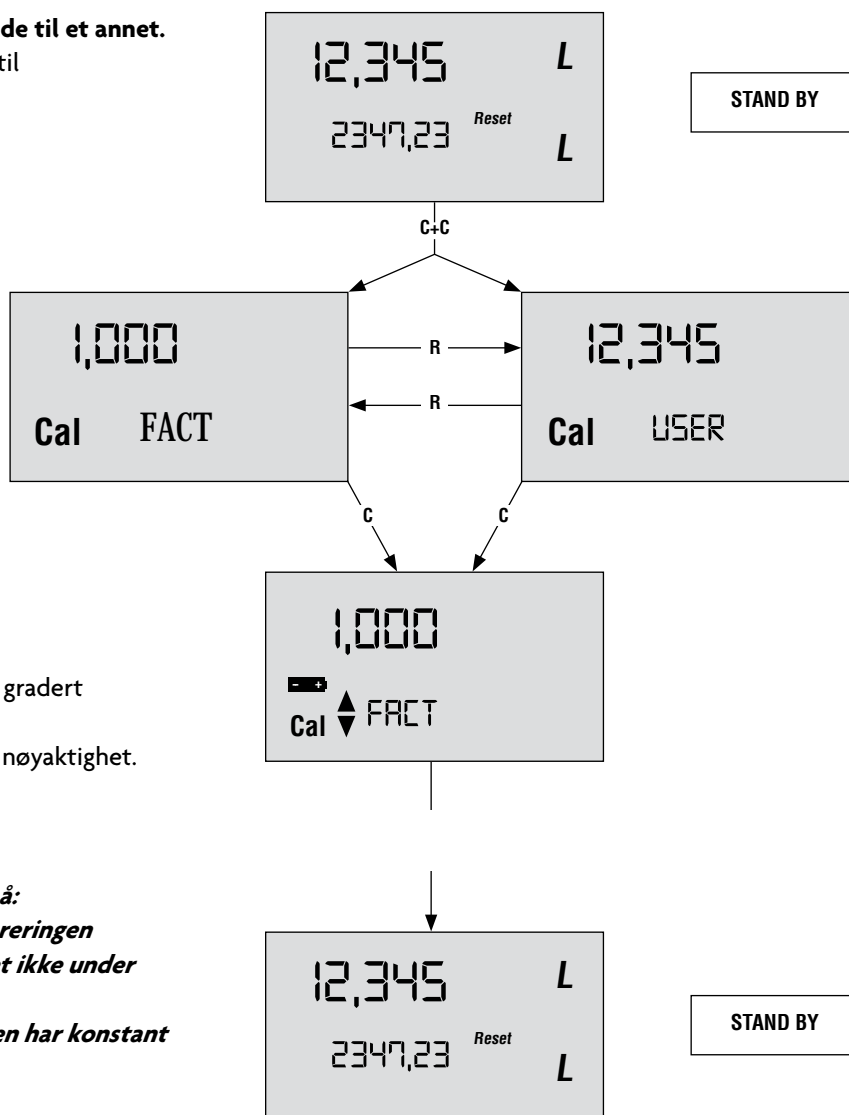 de til et annet.
til
12,345 L
2347,23 Reset L
STAND BY
C+C
1,000
Cal FACT
R
R
12,345
Cal USER
C
C
1,000
- +
Cal FACT
gradert
nøyaktighet.
å:
reringen
t ikke under
en har konstant
12,345 L
2347,23 Reset L
STAND BY